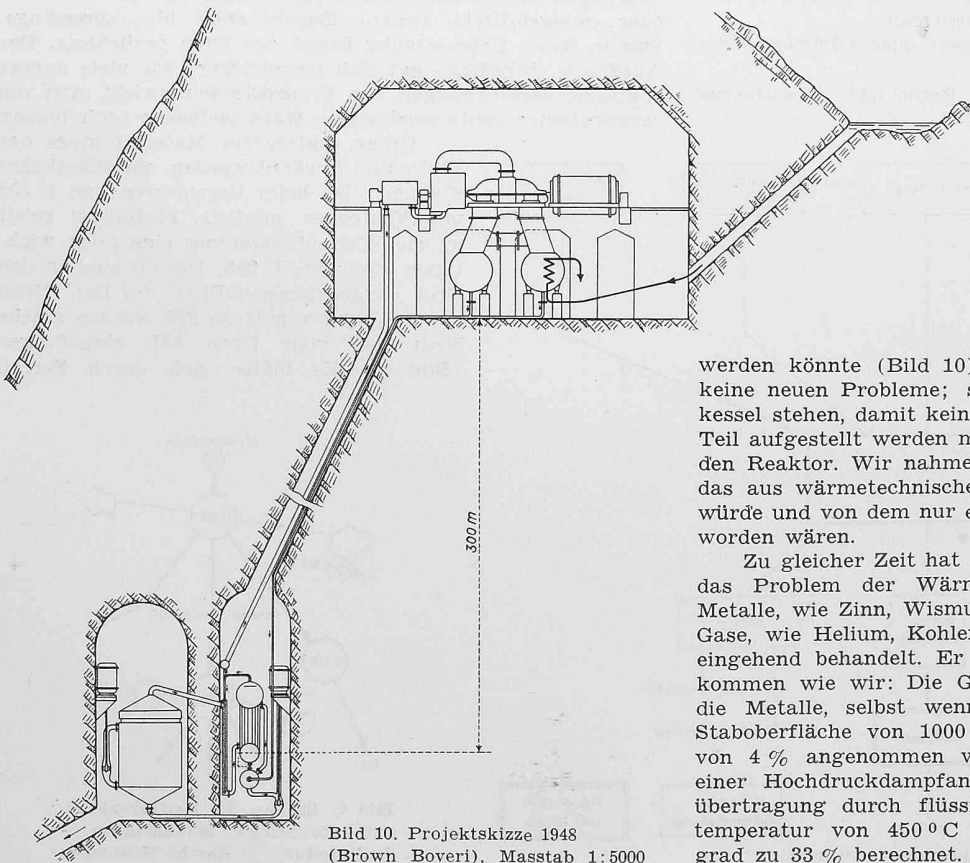 300 m
Bild 10. Projektskizze 1948
(Brown Boveri), Masstab 1:5000
werden könnte (Bild 10)
keine neuen Probleme; s
kessel stehen, damit kein
Teil aufgestellt werden m
den Reaktor. Wir nahme
das aus wärmetechnische
würde und von dem nur e
worden wären.
Zu gleicher Zeit hat
das Problem der Wärm
Metalle, wie Zinn, Wismu
Gase, wie Helium, Kohler
eingehend behandelt. Er
kommen wie wir: Die G
die Metalle, selbst wenn
Staboberfläche von 1000
von 4 % angenommen v
einer Hochdruckdampfan
übertragung durch flüssi
temperatur von 450 ⁰ C
grad zu 33 % berechnet.